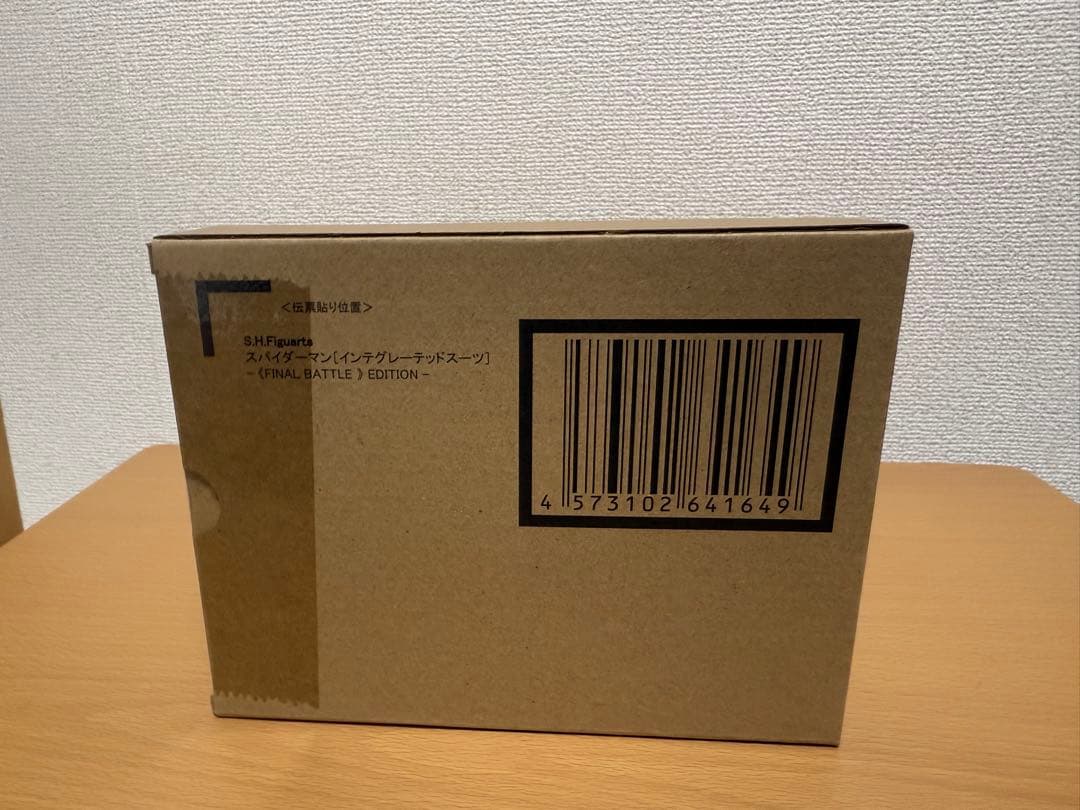 <伝票貼り位置>
S.H.Figuarts
スパイダーマン[インテグレーテッドスーツ]
-《FINAL BATTLE 》EDITION-
4 573102 641649